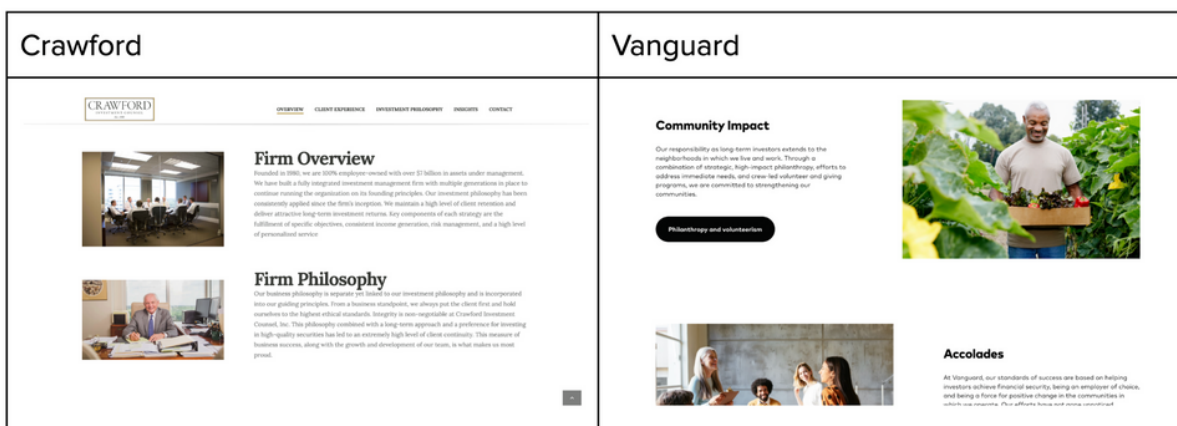 Crawford
Vanguard
CRAWFORD
INVESTMENT COUNSEL
OVERVIEW CLIENT EXPERIENCE INVESTMENT PHILOSOPHY INSIGHTS CONTACT
Firm Overview
Founded in 1980, we are 100% employee-owned with over $7 billion in assets under management.
We have built a fully integrated investment management firm with multiple generations in place to
continue running the organization on its founding principles. Our investment philosophy has been
consistently applied since the firm's inception. We maintain a high level of client retention and
deliver attractive long-term investment returns. Key components of each strategy are the
fulfillment of specific objectives, consistent income generation, risk management, and a high level
of personalized service
Firm Philosophy
Our business philosophy is separate yet linked to our investment philosophy and is incorporated
into our guiding principles. From a business standpoint, we always put the client first and hold
ourselves to the highest ethical standards. Integrity is non-negotiable at Crawford Investment
Counsel, Inc. This philosophy combined with a long-term approach and a preference for investing
in high-quality securities has led to an extremely high level of client continuity. This measure of
business success, along with the growth and development of our team, is what makes us most
proud.
Community Impact
Our responsibility as long-term investors extends to the
neighborhoods in which we live and work. Through a
combination of strategic, high-impact philanthropy, efforts to
address immediate needs, and crew-led volunteer and giving
programs, we are committed to strengthening our
communities.
Philanthropy and volunteerism
Accolades
At Vanguard, our standards of success are based on helping
investors achieve financial security, being an employer of choice,
and being a force for positive change in the communities in
which we operate. Our efforts have not gone unnoticed